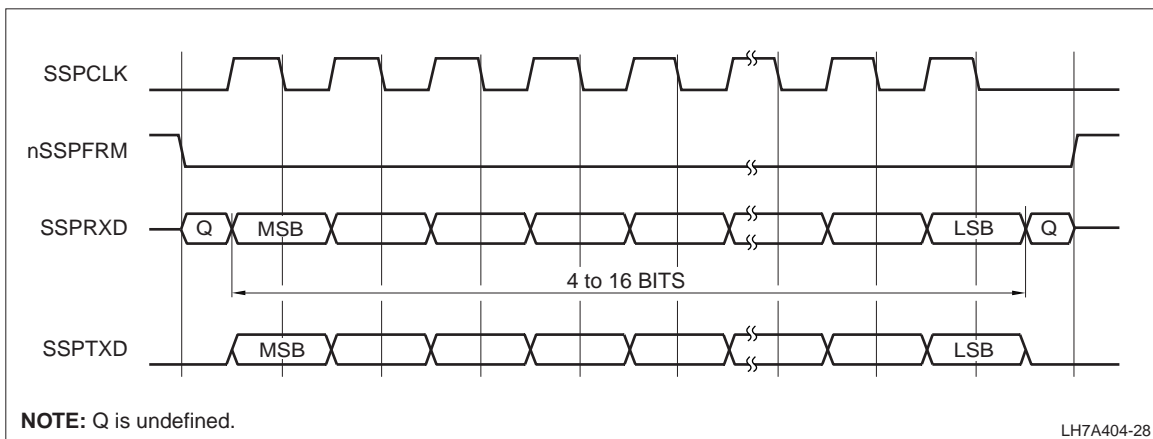 SSPCLK
nSSPFRM
SSPRXD
Q
MSB
LSB
Q
4 to 16 BITS
SSPTXD
MSB
LSB
NOTE: Q is undefined.
LH7A404-28